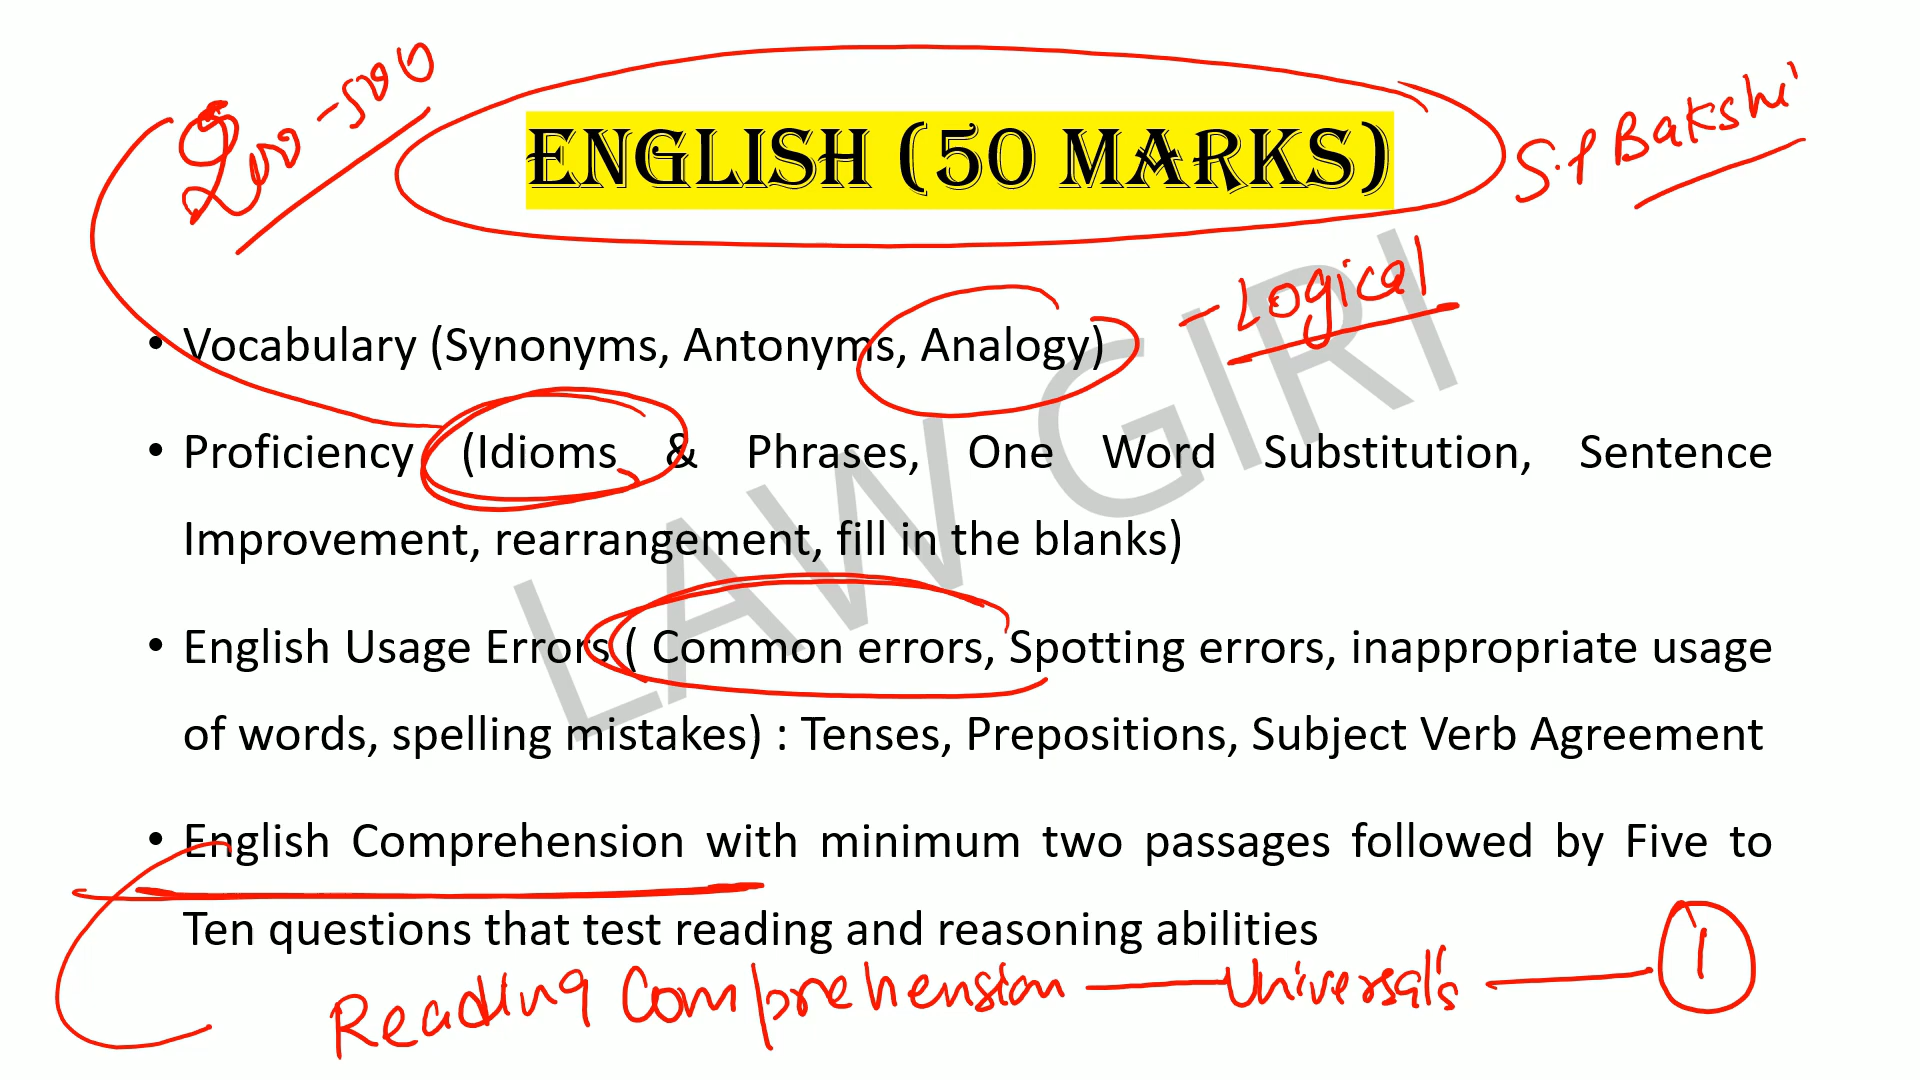 200 - 500
ENGLISH (50 MARKS)
S.P Bakshi
- Logical
• Vocabulary (Synonyms, Antonyms, Analogy)
• Proficiency (Idioms & Phrases, One Word Substitution, Sentence
Improvement, rearrangement, fill in the blanks)
• English Usage Errors ( Common errors, Spotting errors, inappropriate usage
of words, spelling mistakes) : Tenses, Prepositions, Subject Verb Agreement
• English Comprehension with minimum two passages followed by Five to
Ten questions that test reading and reasoning abilities
Reading Comprehension — Universal's — 1
LAW GIRI